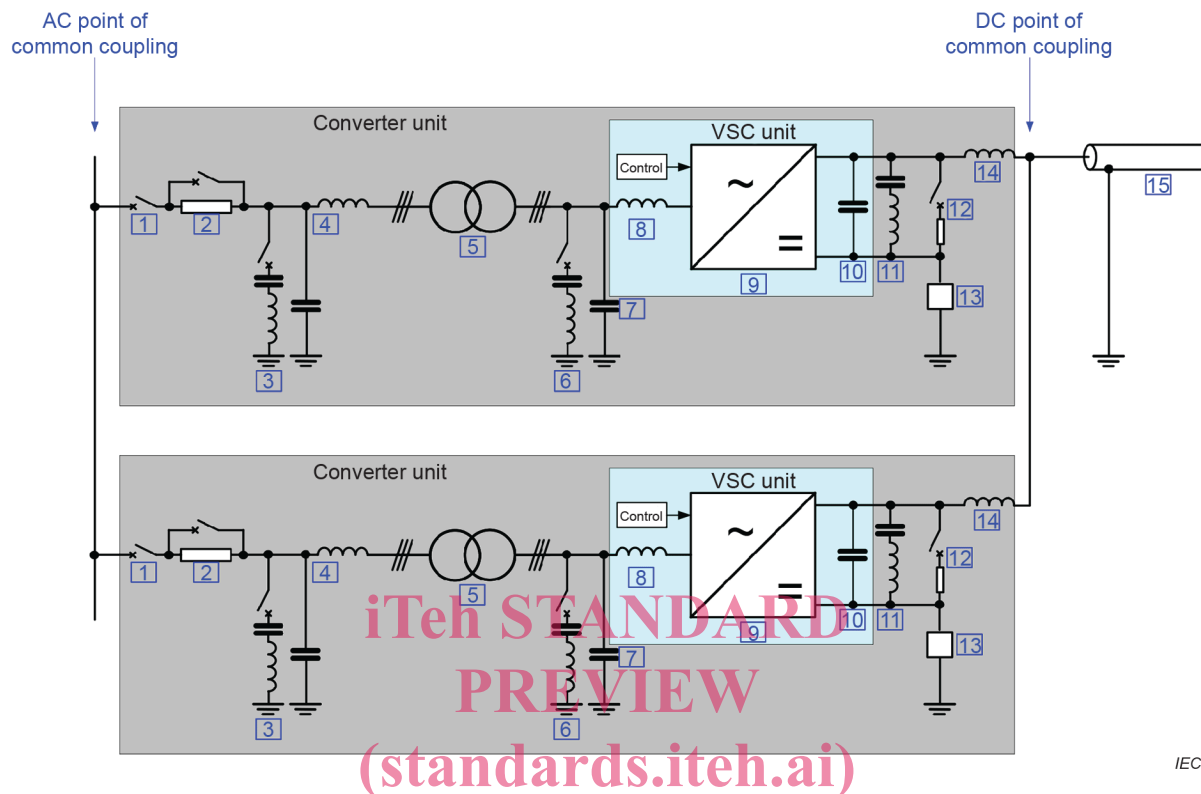 AC point of
common coupling
DC point of
common coupling
Converter unit
VSC unit
Control
1
2
3
4
5
6
7
8
9
10
11
12
13
14
15
Converter unit
VSC unit
Control
1
2
3
4
5
6
7
8
9
10
11
12
13
14
iTeh STANDARD
PREVIEW
(standards.iteh.ai)
IEC